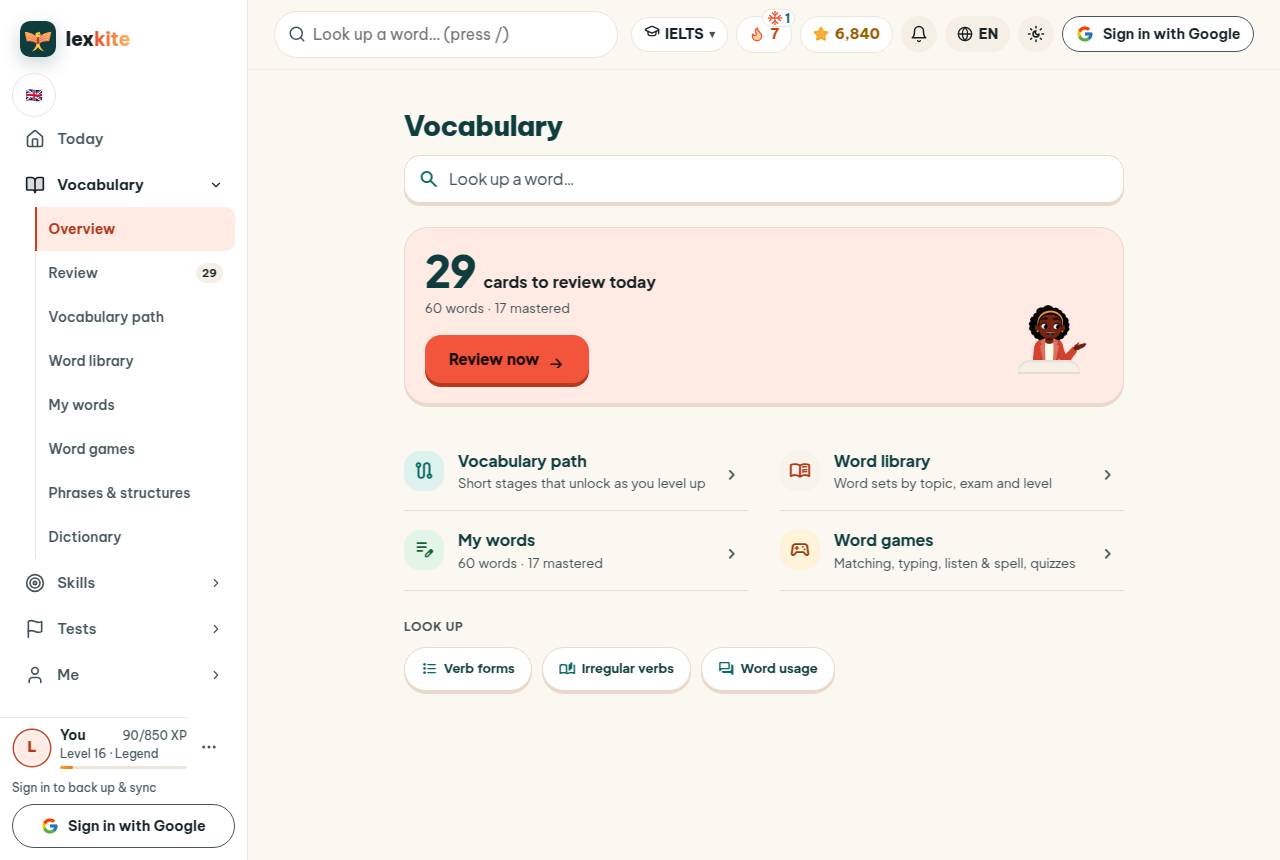 lexkite
Today
Vocabulary
Overview
Review 29
Vocabulary path
Word library
My words
Word games
Phrases & structures
Dictionary
Skills
Tests
Me
L
You 90/850 XP
Level 16 · Legend
Sign in to back up & sync
Sign in with Google
Look up a word... (press /)
IELTS ▾
7
1
6,840
EN
Sign in with Google
Vocabulary
Look up a word...
29 cards to review today
60 words · 17 mastered
Review now →
Vocabulary path
Short stages that unlock as you level up
Word library
Word sets by topic, exam and level
My words
60 words · 17 mastered
Word games
Matching, typing, listen & spell, quizzes
LOOK UP
Verb forms
Irregular verbs
Word usage